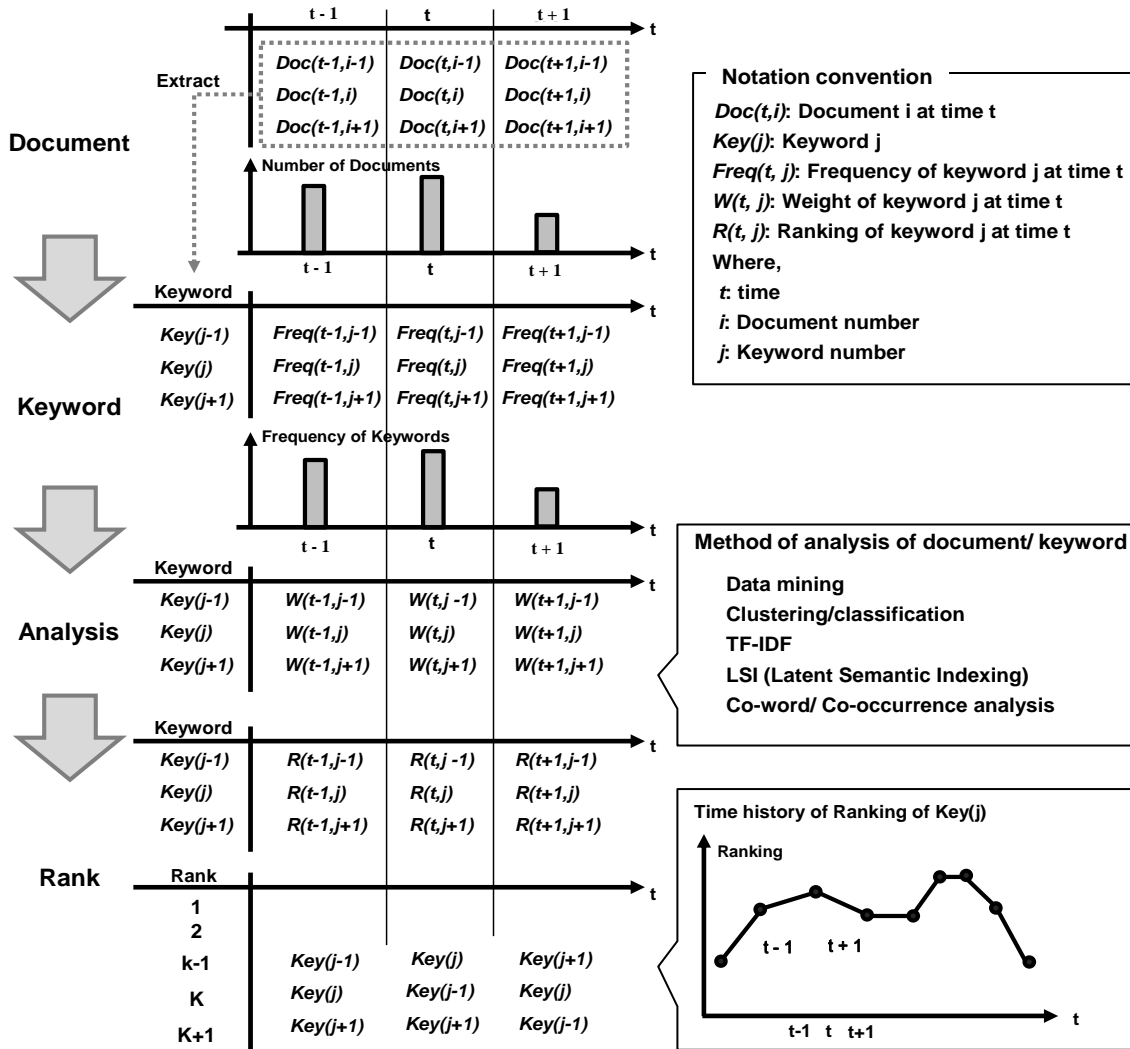 t - 1 t t + 1
t
Extract
Doc(t-1,i-1) Doc(t,i-1) Doc(t+1,i-1)
Doc(t-1,i) Doc(t,i) Doc(t+1,i)
Doc(t-1,i+1) Doc(t,i+1) Doc(t+1,i+1)
Document
Number of Documents
t
t - 1 t t + 1
Keyword
t
Key(j-1) Freq(t-1,j-1) Freq(t,j-1) Freq(t+1,j-1)
Key(j) Freq(t-1,j) Freq(t,j) Freq(t+1,j)
Key(j+1) Freq(t-1,j+1) Freq(t,j+1) Freq(t+1,j+1)
Keyword
Frequency of Keywords
t
t - 1 t t + 1
Keyword
t
Key(j-1) W(t-1,j-1) W(t,j -1) W(t+1,j-1)
Key(j) W(t-1,j) W(t,j) W(t+1,j)
Key(j+1) W(t-1,j+1) W(t,j+1) W(t+1,j+1)
Analysis
Keyword
t
Key(j-1) R(t-1,j-1) R(t,j -1) R(t+1,j-1)
Key(j) R(t-1,j) R(t,j) R(t+1,j)
Key(j+1) R(t-1,j+1) R(t,j+1) R(t+1,j+1)
Rank
Rank
t
1
2
k-1 Key(j-1) Key(j) Key(j+1)
K Key(j) Key(j-1) Key(j)
K+1 Key(j+1) Key(j+1) Key(j-1)
Notation convention
Doc(t,i): Document i at time t
Key(j): Keyword j
Freq(t, j): Frequency of keyword j at time t
W(t, j): Weight of keyword j at time t
R(t, j): Ranking of keyword j at time t
Where,
t: time
i: Document number
j: Keyword number
Method of analysis of document/ keyword
Data mining
Clustering/classification
TF-IDF
LSI (Latent Semantic Indexing)
Co-word/ Co-occurrence analysis
Time history of Ranking of Key(j)
Ranking
t - 1 t + 1
t
t-1 t t+1